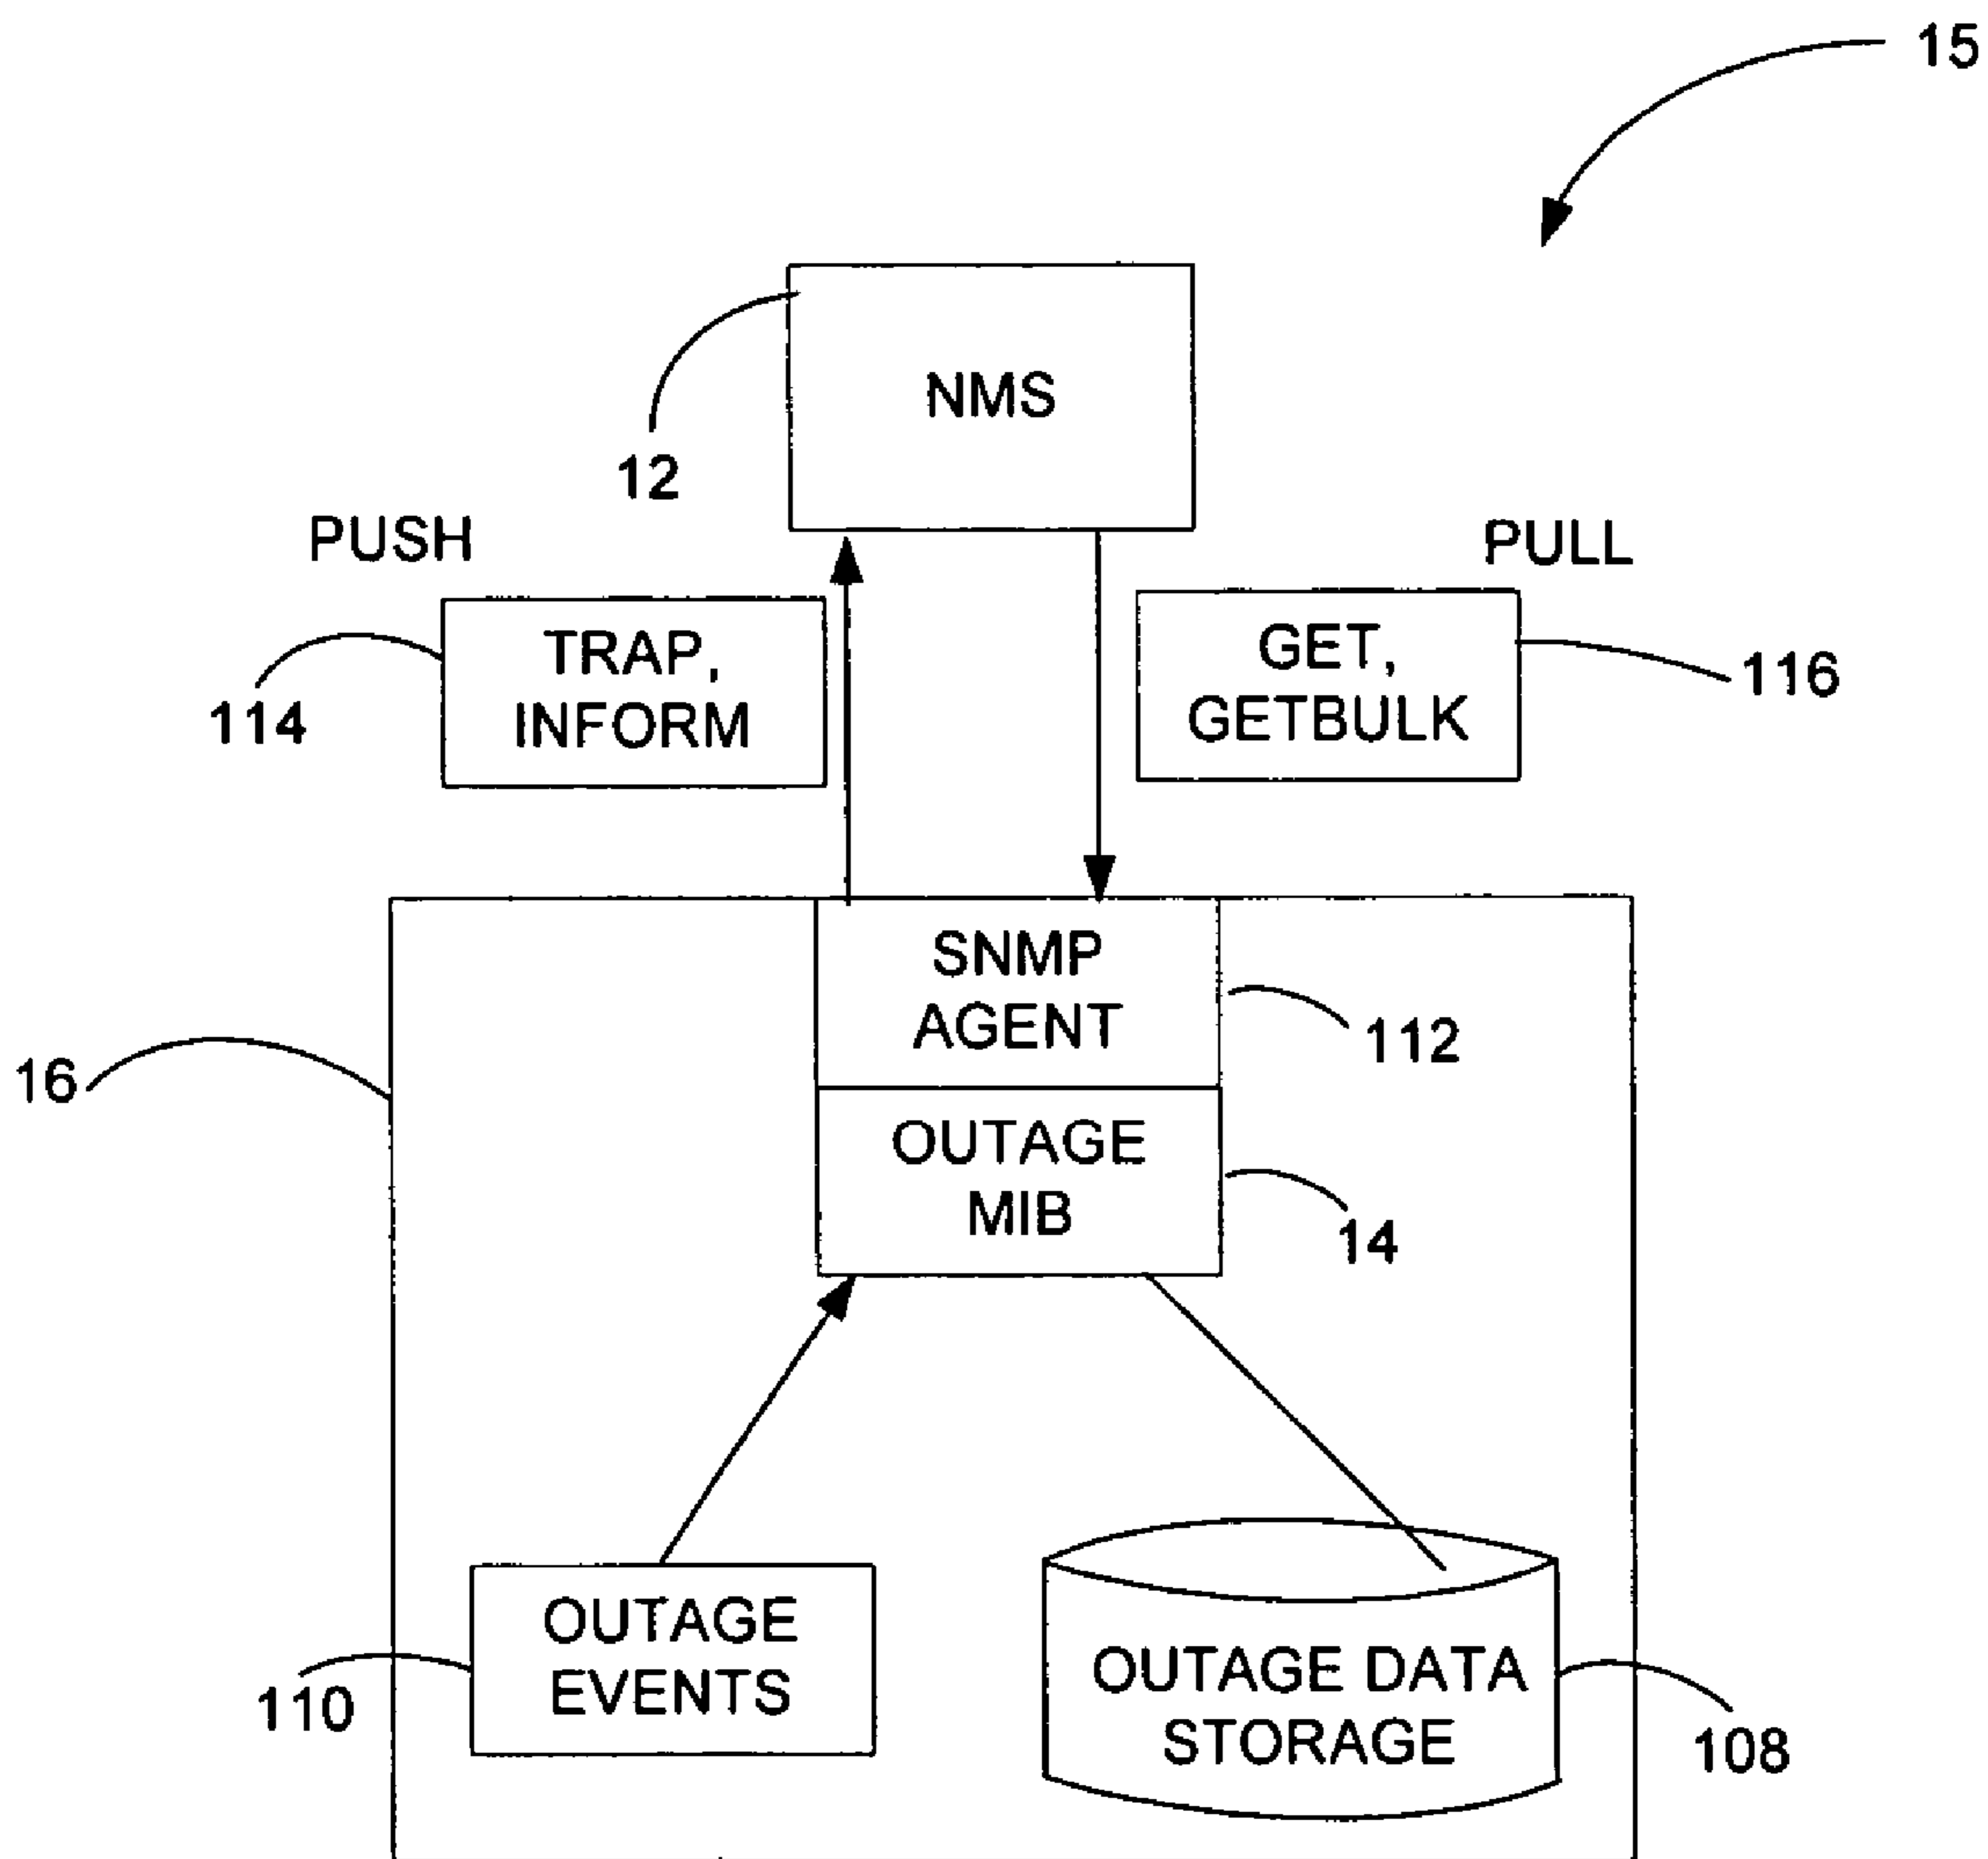 15
NMS
12
PUSH
PULL
TRAP,
INFORM
114
GET,
GETBULK
116
SNMP
AGENT
112
16
OUTAGE
MIB
14
OUTAGE
EVENTS
110
OUTAGE DATA
STORAGE
108